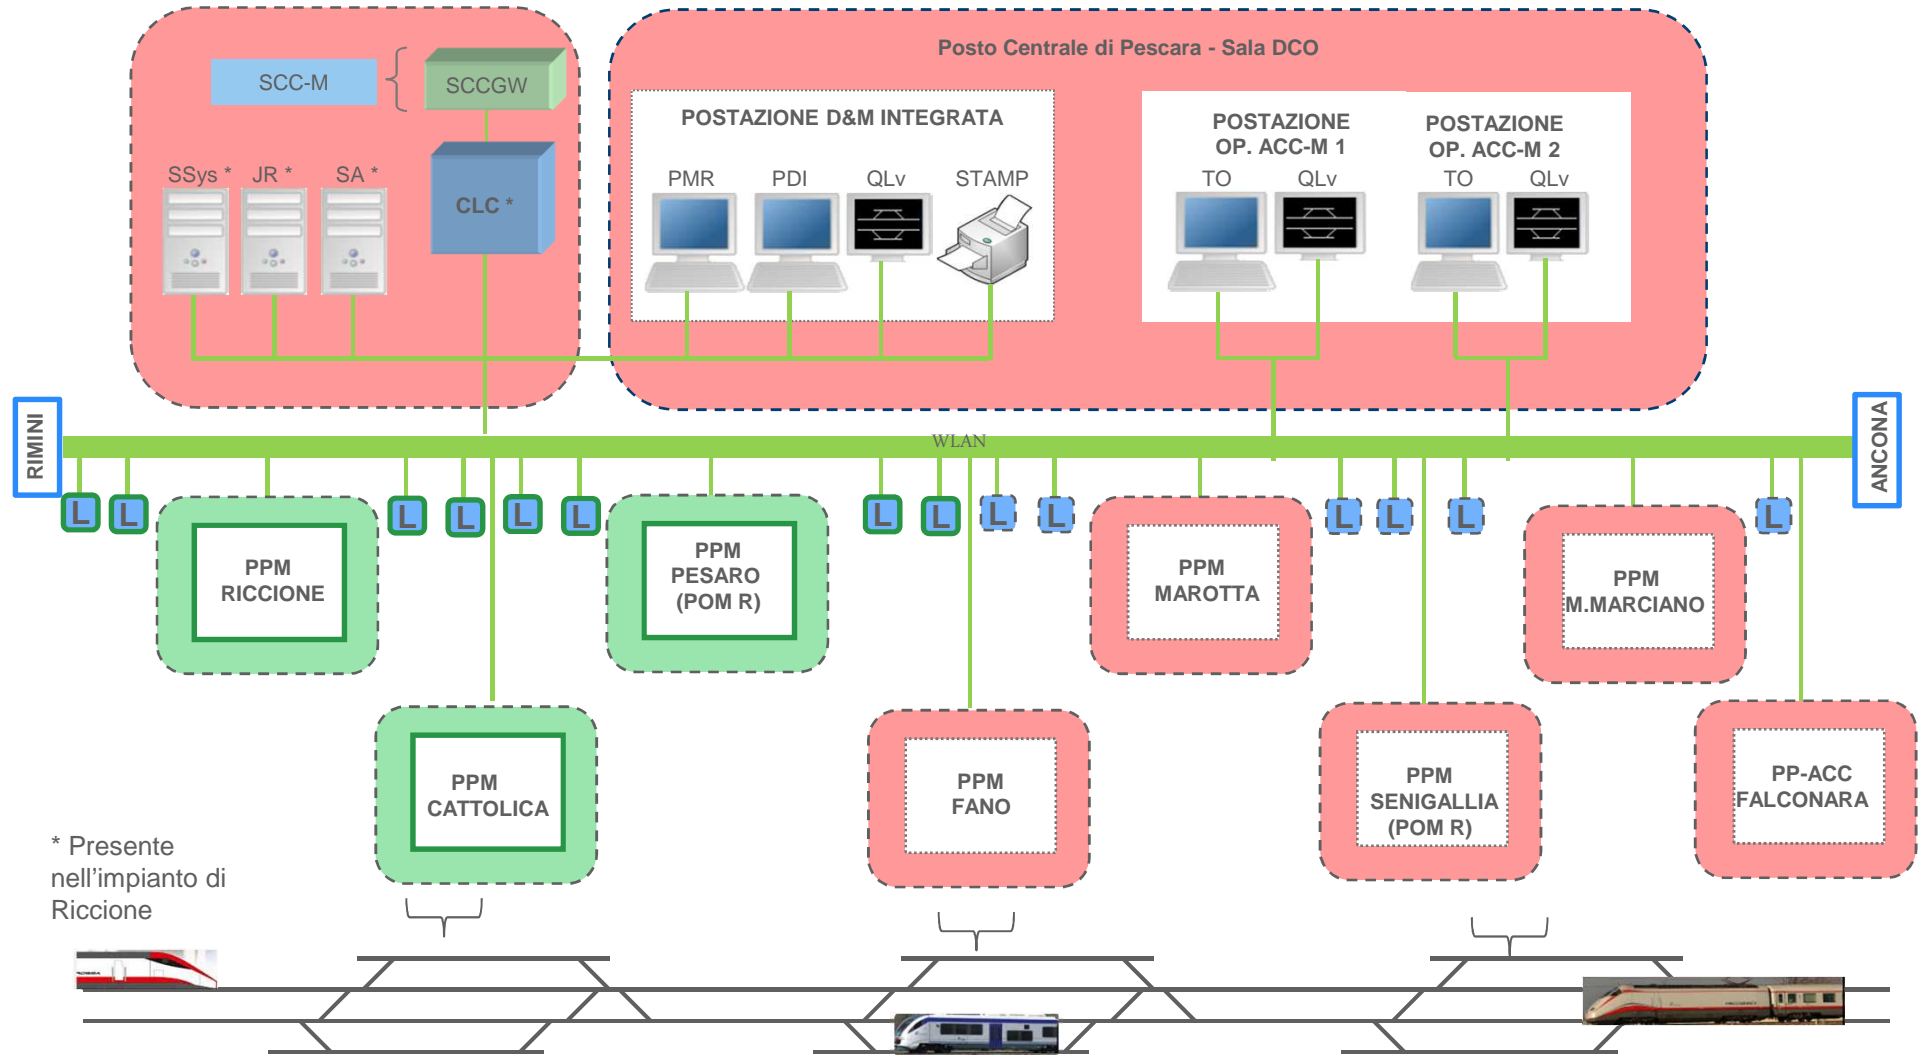 Posto Centrale di Pescara - Sala DCO
SCC-M
SCCGW
POSTAZIONE D&M INTEGRATA
POSTAZIONE
OP. ACC-M 1
POSTAZIONE
OP. ACC-M 2
SSys *
JR *
SA *
CLC *
PMR
PDI
QLv
STAMP
TO
QLv
TO
QLv
RIMINI
WLAN
ANCONA
L
L
L
L
L
L
L
L
L
L
L
L
L
L
PPM
RICCIONE
PPM
PESARO
(POM R)
PPM
MAROTTA
PPM
M.MARCIANO
PPM
CATTOLICA
PPM
FANO
PPM
SENIGALLIA
(POM R)
PP-ACC
FALCONARA
* Presente
nell'impianto di
Riccione